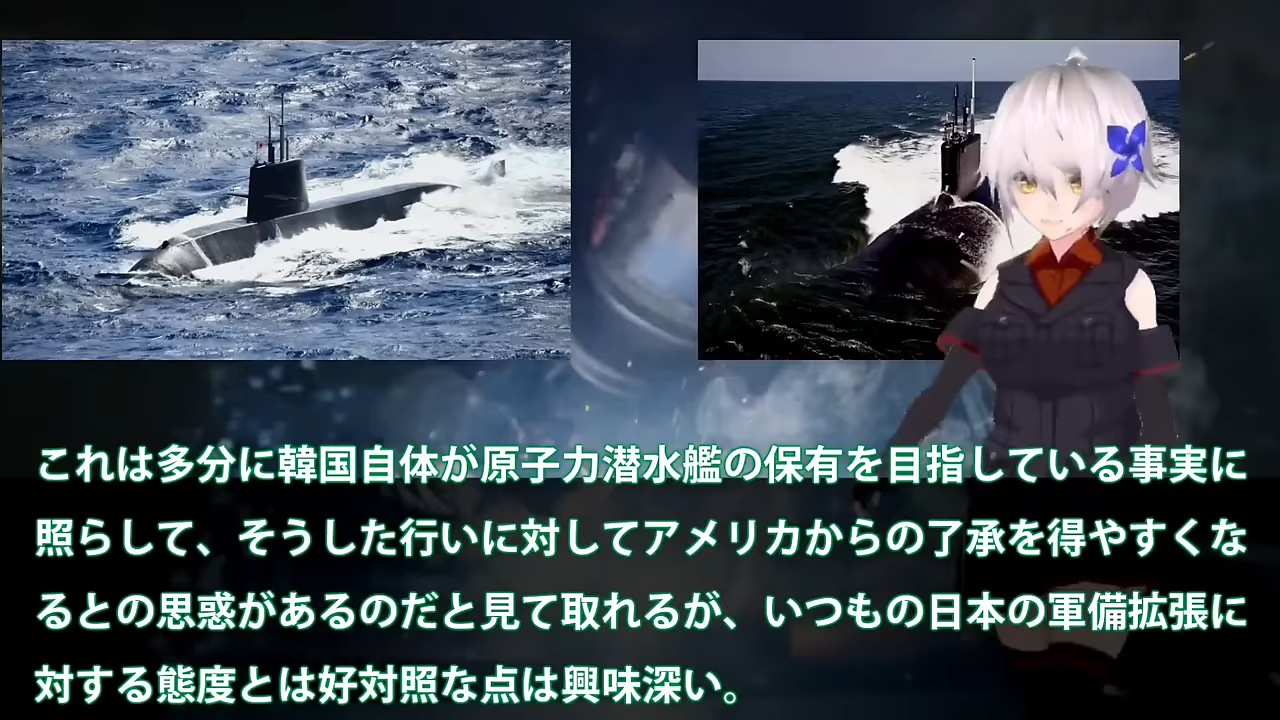 これは多分に韓国自体が原子力潜水艦の保有を目指している事実に
照らして、そうした行いに対してアメリカからの了承を得やすくな
るとの思惑があるのだと見て取れるが、いつもの日本の軍備拡張に
対する態度とは好対照な点は興味深い。